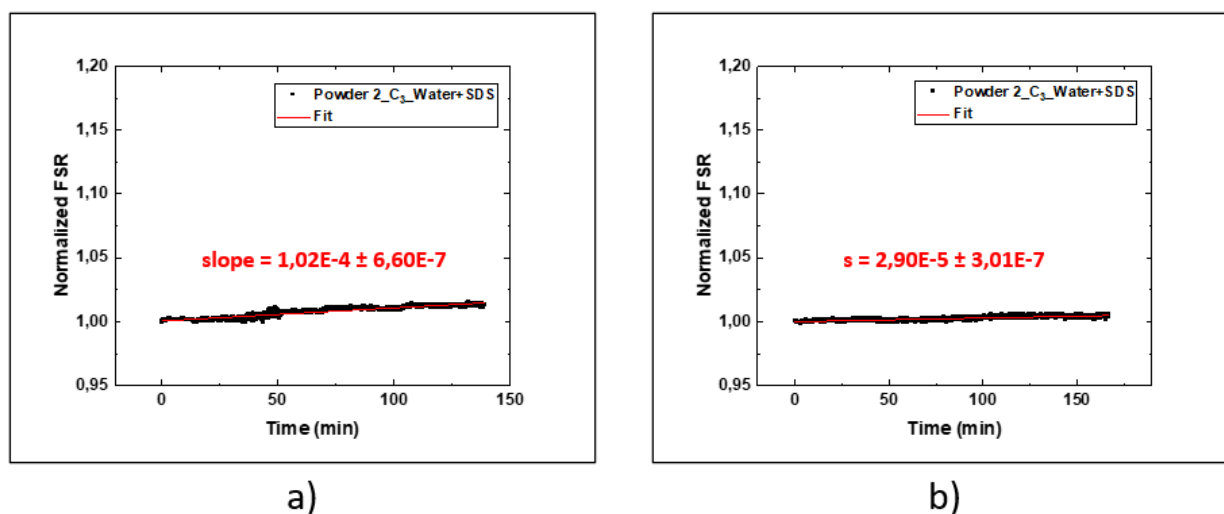 1,20
1,15
1,10
1,05
1,00
0,95
Normalized FSR
Powder 2_C₃_Water+SDS
Fit
slope = 1,02E-4 ± 6,60E-7
0 50 100 150
Time (min)
a)
1,20
1,15
1,10
1,05
1,00
0,95
Normalized FSR
Powder 2_C₃_Water+SDS
Fit
s = 2,90E-5 ± 3,01E-7
0 50 100 150
Time (min)
b)